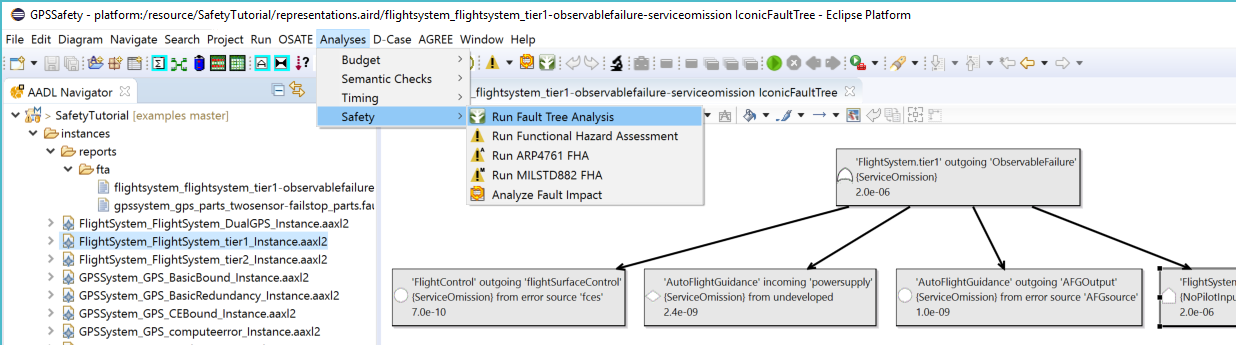 GPSSafety - platform:/resource/SafetyTutorial/representations.aird/flightsystem_flightsystem_tier1-observablefailure-serviceomission IconicFaultTree - Eclipse Platform
File Edit Diagram Navigate Search Project Run OSATE Analyses D-Case AGREE Window Help
Budget
Semantic Checks
Timing
Safety
Run Fault Tree Analysis
Run Functional Hazard Assessment
Run ARP4761 FHA
Run MILSTD882 FHA
Analyze Fault Impact
AADL Navigator
_flightsystem_tier1-observablefailure-serviceomission IconicFaultTree
> SafetyTutorial [examples master]
instances
reports
fta
flightsystem_flightsystem_tier1-observablefailure
gpssystem_gps_parts_twosensor-failstop_parts.fau
FlightSystem_FlightSystem_DualGPS_Instance.aaxl2
FlightSystem_FlightSystem_tier1_Instance.aaxl2
FlightSystem_FlightSystem_tier2_Instance.aaxl2
GPSSystem_GPS_BasicBound_Instance.aaxl2
GPSSystem_GPS_BasicRedundancy_Instance.aaxl2
GPSSystem_GPS_CEBound_Instance.aaxl2
GPSSystem_GPS_computeerror_Instance.aaxl2
'FlightSystem.tier1' outgoing 'ObservableFailure'
{ServiceOmission}
2.0e-06
'FlightControl' outgoing 'flightSurfaceControl'
{ServiceOmission} from error source 'fces'
7.0e-10
'AutoFlightGuidance' incoming 'powersupply'
{ServiceOmission} from undeveloped
2.4e-09
'AutoFlightGuidance' outgoing 'AFGOutput'
{ServiceOmission} from error source 'AFGsource'
1.0e-09
'FlightSystem
{NoPilotInpu
2.0e-06